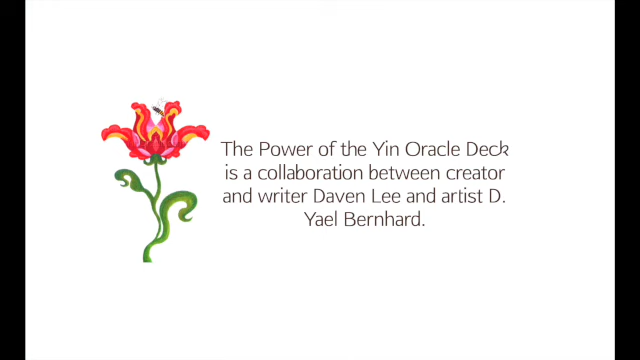 The Power of the Yin Oracle Deck
is a collaboration between creator
and writer Daven Lee and artist D.
Yael Bernhard.